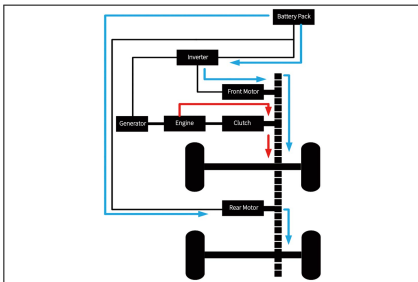 Battery Pack
Inverter
Front Motor
Generator
Engine
Clutch
Rear Motor